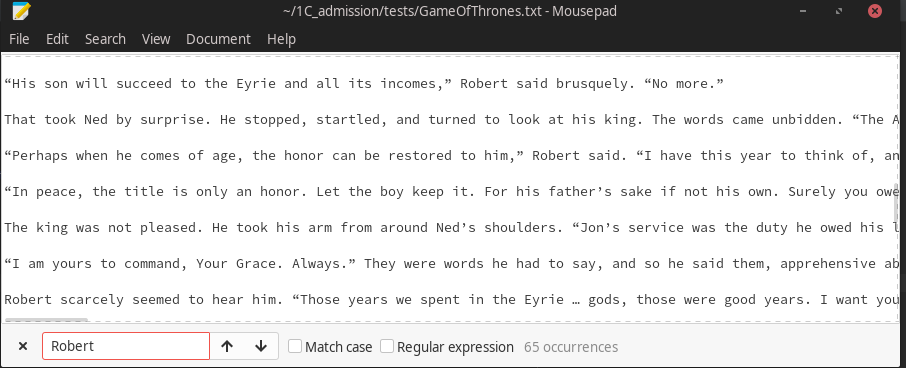 ~/1C_admission/tests/GameOfThrones.txt - Mousepad
File Edit Search View Document Help
“His son will succeed to the Eyrie and all its incomes,” Robert said brusquely. “No more.”
That took Ned by surprise. He stopped, startled, and turned to look at his king. The words came unbidden. “The A
“Perhaps when he comes of age, the honor can be restored to him,” Robert said. “I have this year to think of, an
“In peace, the title is only an honor. Let the boy keep it. For his father’s sake if not his own. Surely you owe
The king was not pleased. He took his arm from around Ned’s shoulders. “Jon’s service was the duty he owed his l
“I am yours to command, Your Grace. Always.” They were words he had to say, and so he said them, apprehensive ab
Robert scarcely seemed to hear him. “Those years we spent in the Eyrie … gods, those were good years. I want you
Robert Match case Regular expression 65 occurrences